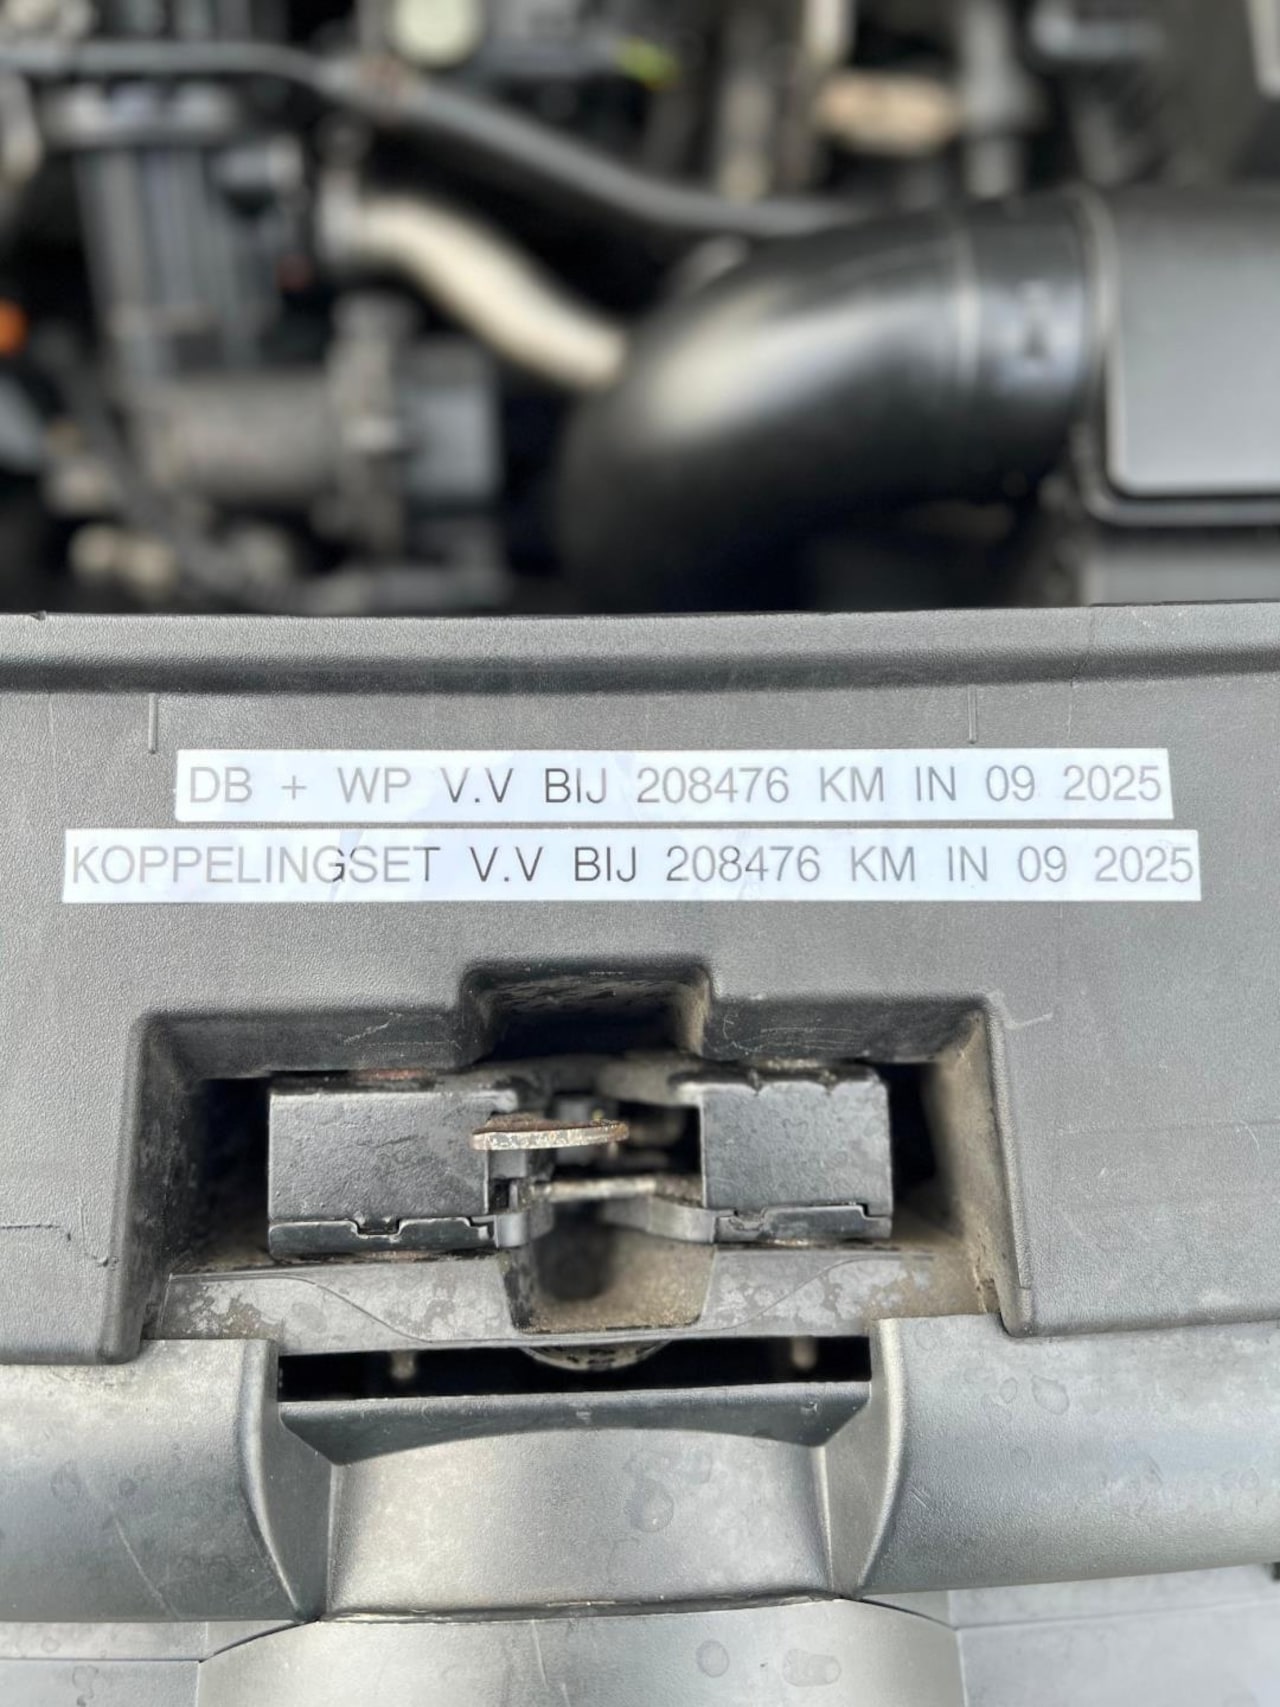 DB + WP V.V BIJ 208476 KM IN 09 2025
KOPPELINGSET V.V BIJ 208476 KM IN 09 2025